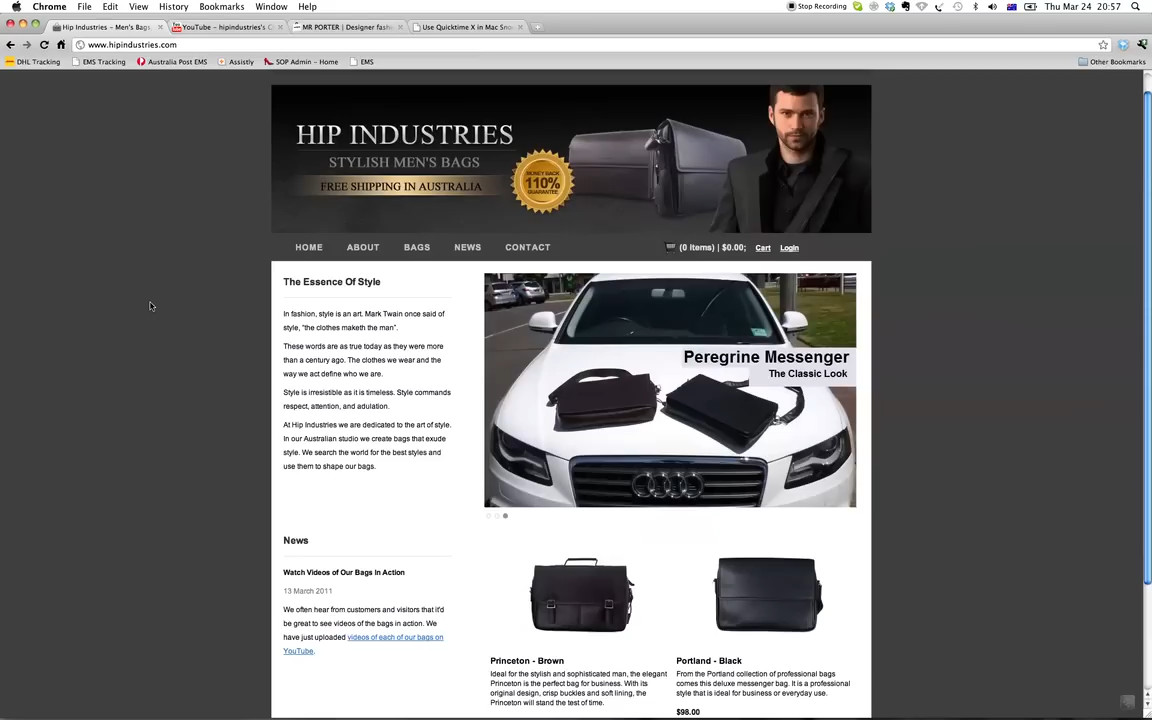 Chrome File Edit View History Bookmarks Window Help Stop Recording Thu Mar 24 20:57
Hip Industries – Men's Bags YouTube - hipindustries's C MR PORTER | Designer fashi Use Quicktime X in Mac Sno
www.hipindustries.com
DHL Tracking EMS Tracking Australia Post EMS Assistly SOP Admin - Home EMS Other Bookmarks
HIP INDUSTRIES
STYLISH MEN'S BAGS
FREE SHIPPING IN AUSTRALIA
MONEY BACK
110%
GUARANTEE
HOME ABOUT BAGS NEWS CONTACT (0 items) | $0.00; Cart Login
The Essence Of Style
In fashion, style is an art. Mark Twain once said of
style, "the clothes maketh the man".
These words are as true today as they were more
than a century ago. The clothes we wear and the
way we act define who we are.
Style is irresistible as it is timeless. Style commands
respect, attention, and adulation.
At Hip Industries we are dedicated to the art of style.
In our Australian studio we create bags that exude
style. We search the world for the best styles and
use them to shape our bags.
Peregrine Messenger
The Classic Look
News
Watch Videos of Our Bags In Action
13 March 2011
We often hear from customers and visitors that it'd
be great to see videos of the bags in action. We
have just uploaded videos of each of our bags on
YouTube.
Princeton - Brown
Ideal for the stylish and sophisticated man, the elegant
Princeton is the perfect bag for business. With its
original design, crisp buckles and soft lining, the
Princeton will stand the test of time.
Portland - Black
From the Portland collection of professional bags
comes this deluxe messenger bag. It is a professional
style that is ideal for business or everyday use.
$98.00